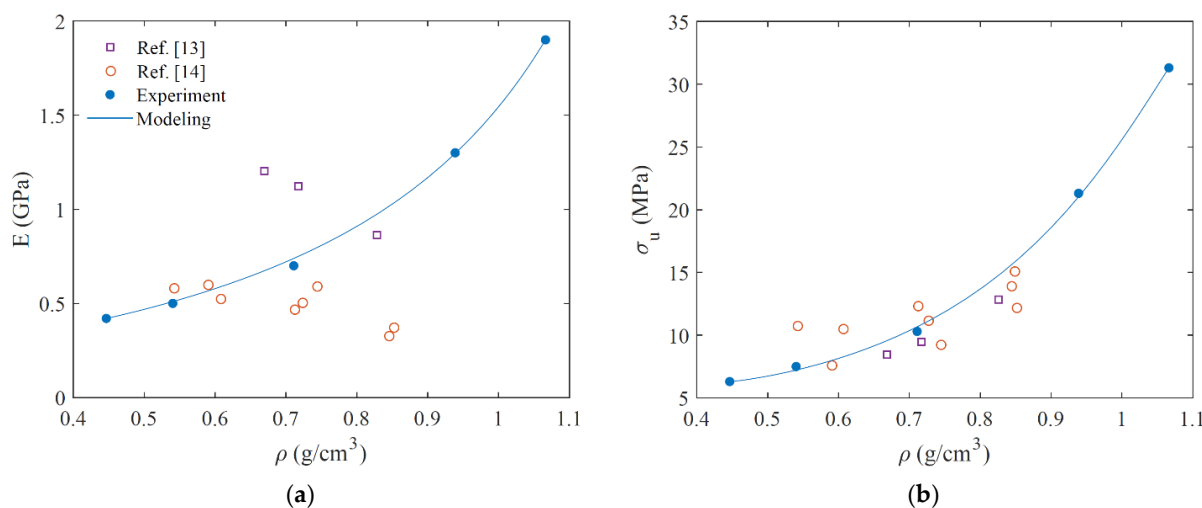 2
1.5
1
0.5
0
E (GPa)
Ref. [13]
Ref. [14]
Experiment
Modeling
0.4 0.5 0.6 0.7 0.8 0.9 1 1.1
ρ (g/cm³)
(a)
35
30
25
20
15
10
5
σ_u (MPa)
0.4 0.5 0.6 0.7 0.8 0.9 1 1.1
ρ (g/cm³)
(b)